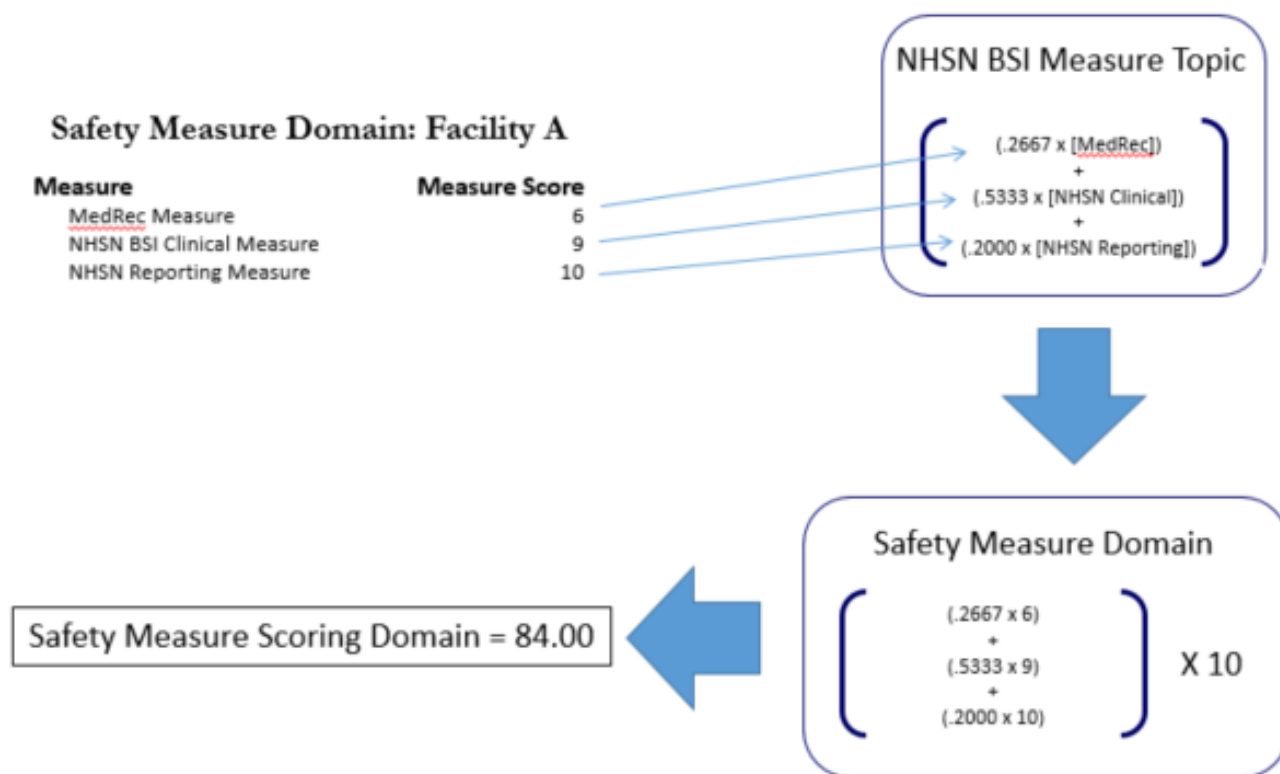 NHSN BSI Measure Topic
(.2667 x [MedRec])
+
(.5333 x [NHSN Clinical])
+
(.2000 x [NHSN Reporting])
Safety Measure Domain: Facility A
Measure Measure Score
MedRec Measure 6
NHSN BSI Clinical Measure 9
NHSN Reporting Measure 10
Safety Measure Domain
(.2667 x 6)
+
(.5333 x 9)
+
(.2000 x 10)
X 10
Safety Measure Scoring Domain = 84.00